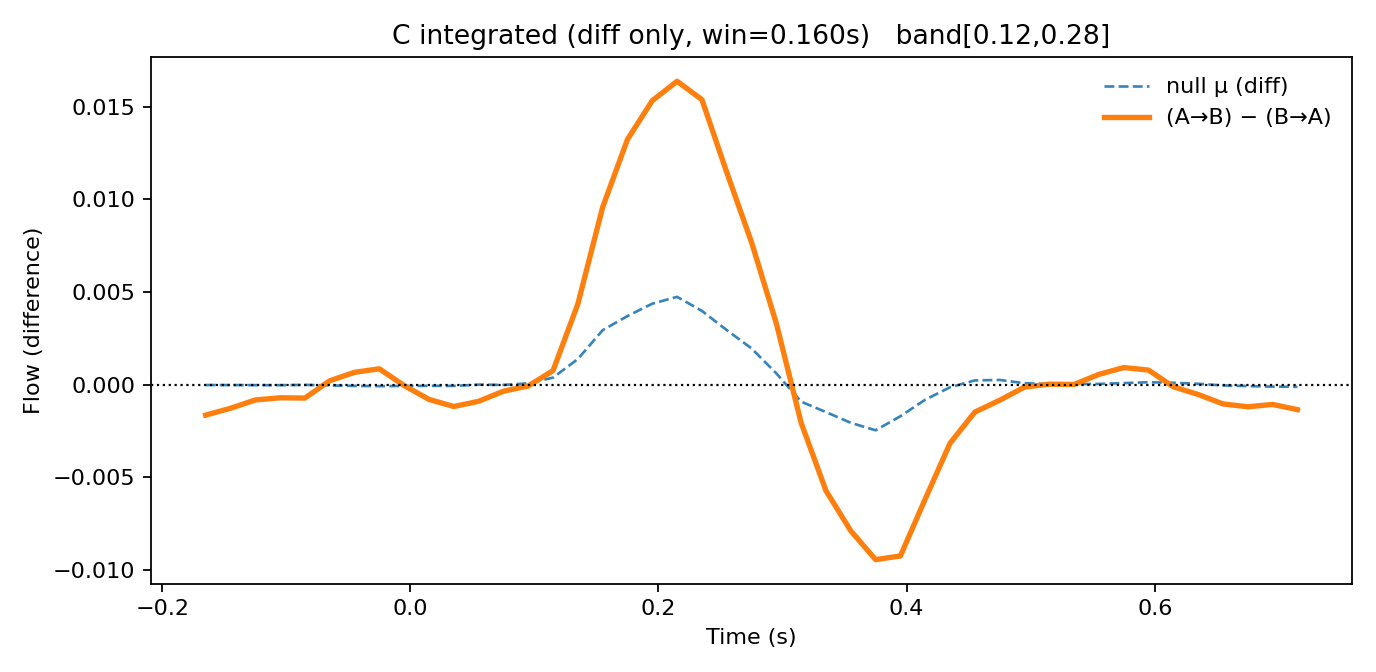 C integrated (diff only, win=0.160s)   band[0.12,0.28]
null μ (diff)
(A→B) − (B→A)
0.015
0.010
0.005
0.000
−0.005
−0.010
Flow (difference)
−0.2
0.0
0.2
0.4
0.6
Time (s)